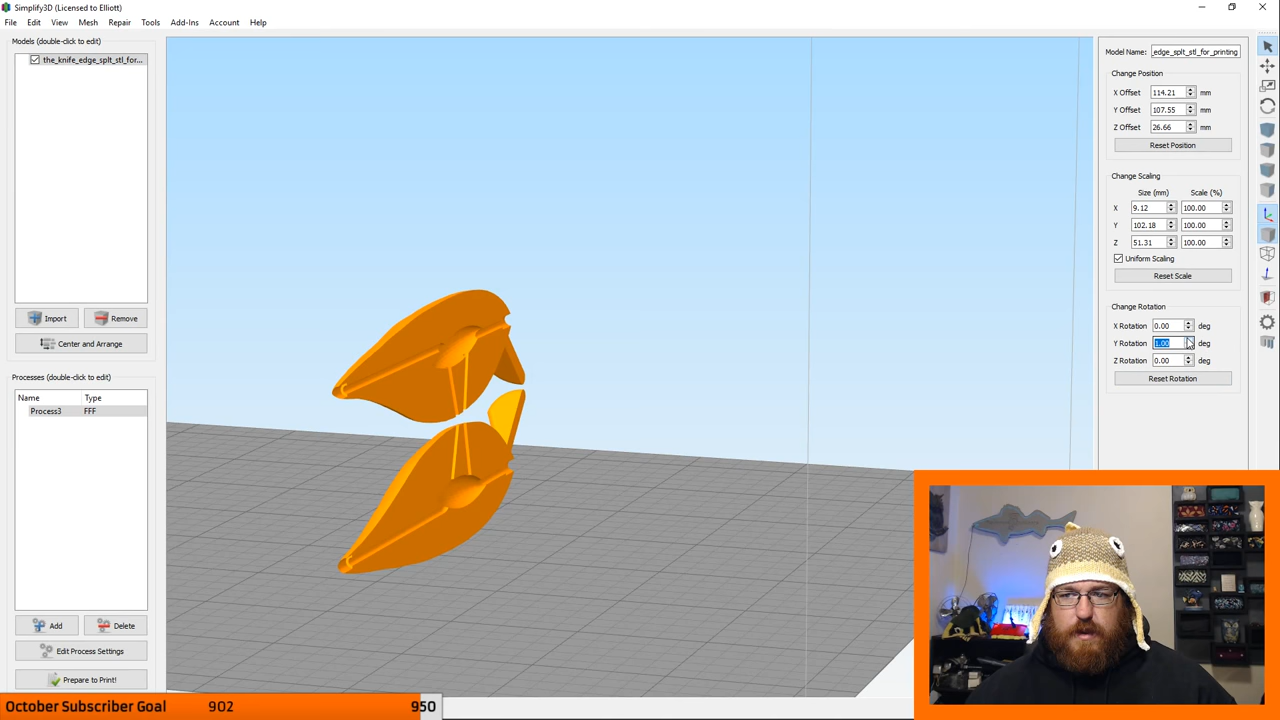 Simplify3D (Licensed to Elliott)
File Edit View Mesh Repair Tools Add-Ins Account Help
Models (double-click to edit)
the_knife_edge_splt_stl_for...
Import Remove
Center and Arrange
Processes (double-click to edit)
Name Type
Process3 FFF
Add Delete
Edit Process Settings
Prepare to Print!
Model Name: _edge_splt_stl_for_printing
Change Position
X Offset 114.21 mm
Y Offset 107.55 mm
Z Offset 26.66 mm
Reset Position
Change Scaling
Size (mm) Scale (%)
X 9.12 100.00
Y 102.18 100.00
Z 51.31 100.00
Uniform Scaling
Reset Scale
Change Rotation
X Rotation 0.00 deg
Y Rotation 1.00 deg
Z Rotation 0.00 deg
Reset Rotation
October Subscriber Goal 902 950